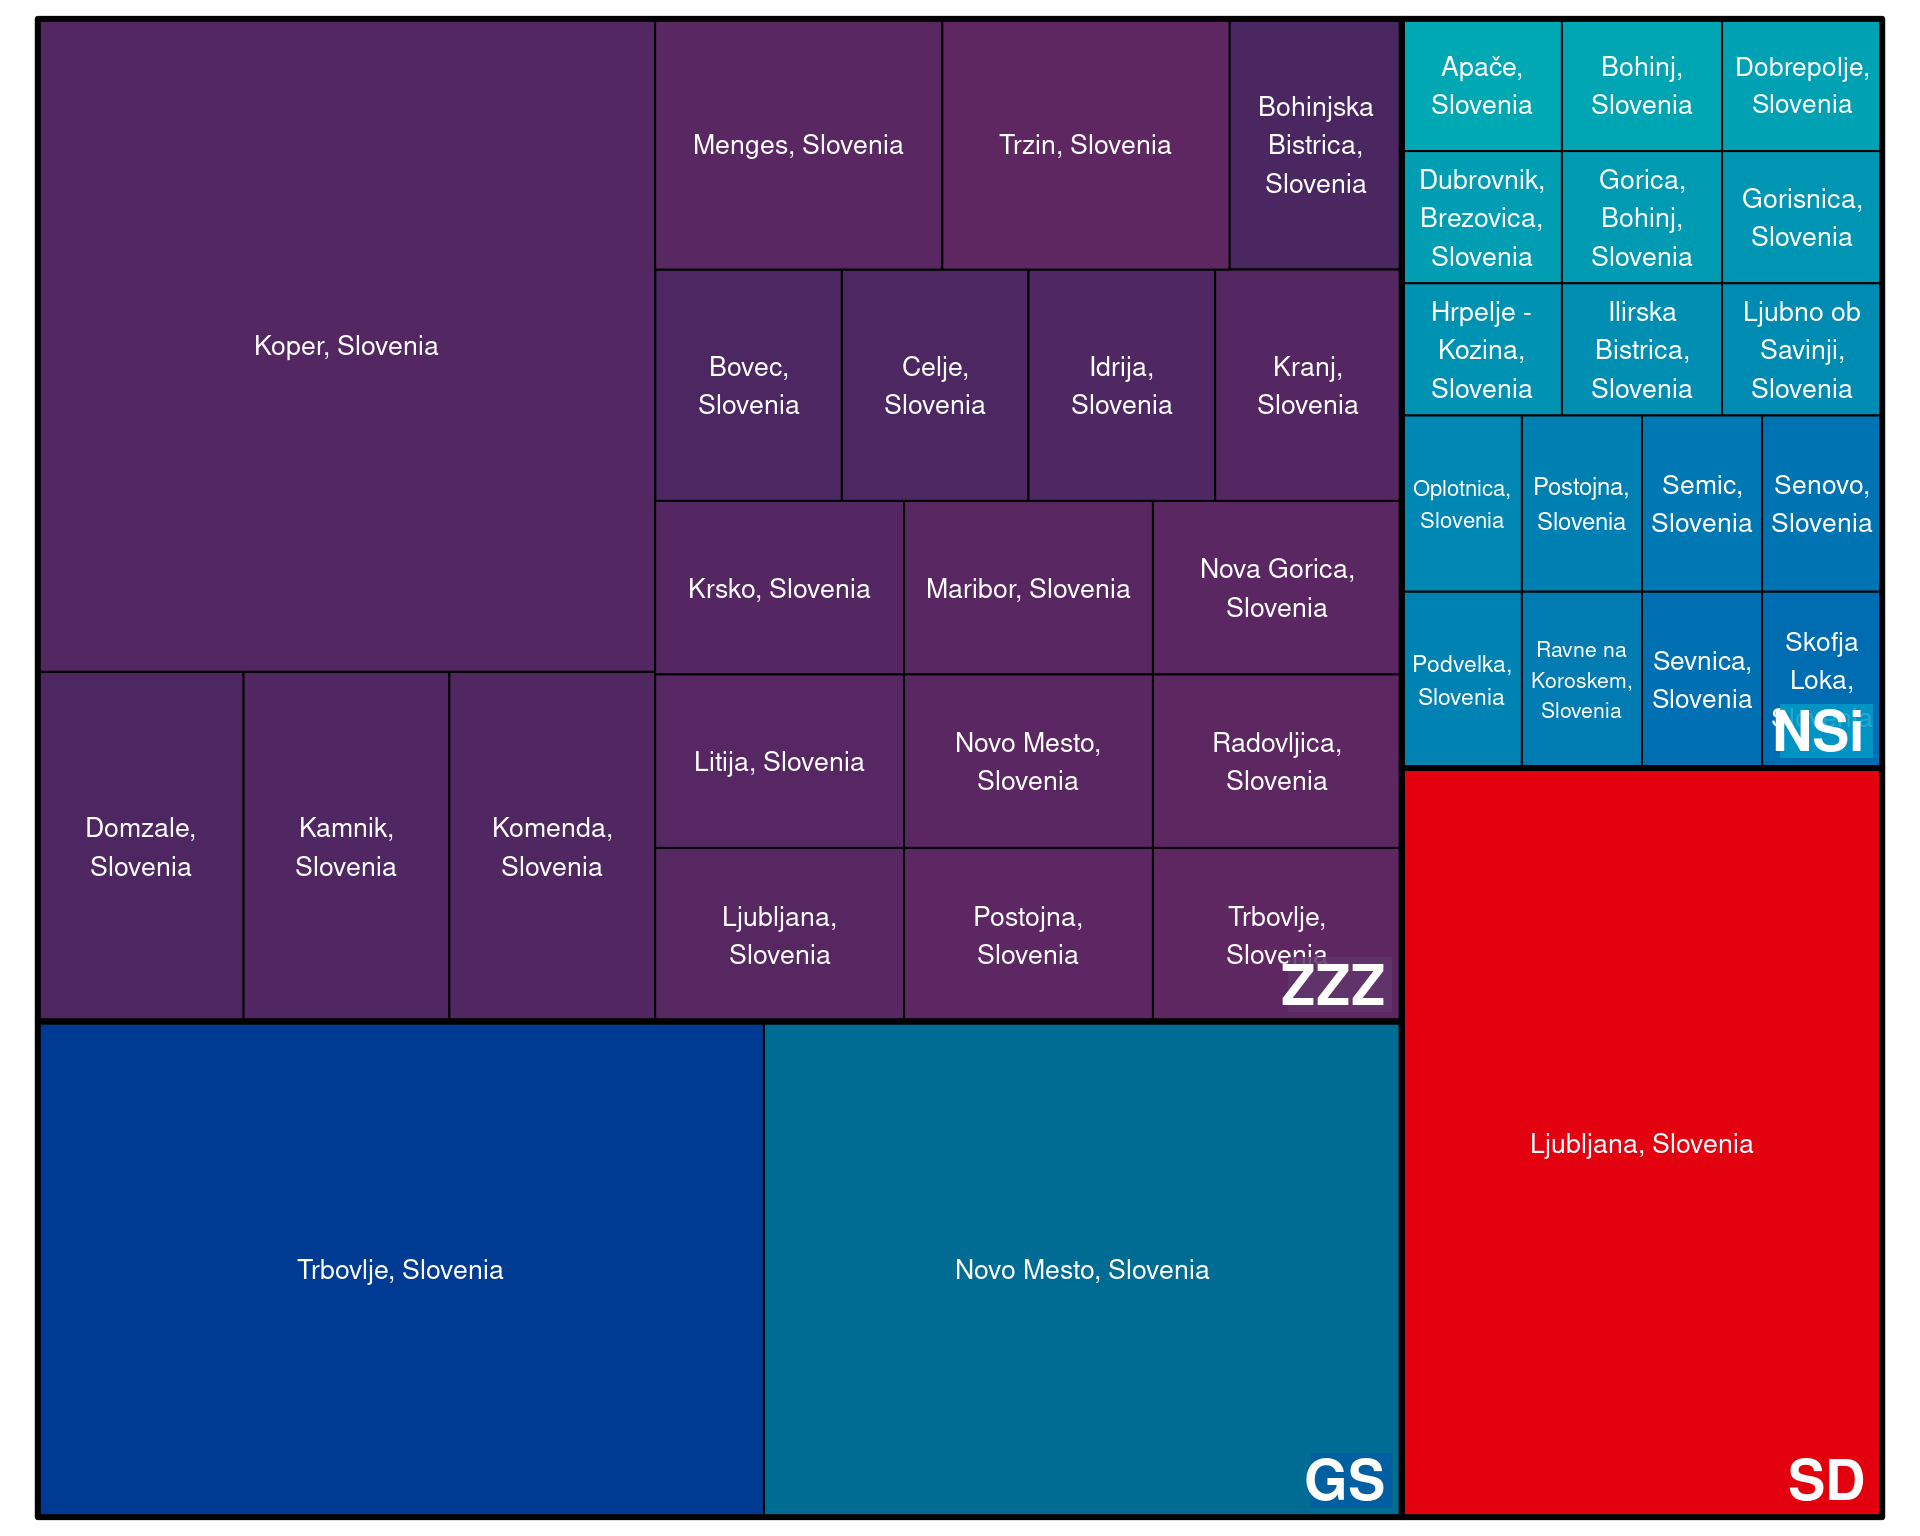 Koper, Slovenia
Menges, Slovenia
Trzin, Slovenia
Bohinjska
Bistrica,
Slovenia
Bovec,
Slovenia
Celje,
Slovenia
Idrija,
Slovenia
Kranj,
Slovenia
Krsko, Slovenia
Maribor, Slovenia
Nova Gorica,
Slovenia
Domzale,
Slovenia
Kamnik,
Slovenia
Komenda,
Slovenia
Litija, Slovenia
Novo Mesto,
Slovenia
Radovljica,
Slovenia
Ljubljana,
Slovenia
Postojna,
Slovenia
Trbovlje,
Slovenia
ZZZ
Apače,
Slovenia
Bohinj,
Slovenia
Dobrepolje,
Slovenia
Dubrovnik,
Brezovica,
Slovenia
Gorica,
Bohinj,
Slovenia
Gorisnica,
Slovenia
Hrpelje -
Kozina,
Slovenia
Ilirska
Bistrica,
Slovenia
Ljubno ob
Savinji,
Slovenia
Oplotnica,
Slovenia
Postojna,
Slovenia
Semic,
Slovenia
Senovo,
Slovenia
Podvelka,
Slovenia
Ravne na
Koroskem,
Slovenia
Sevnica,
Slovenia
Skofja
Loka,
Slovenia
NSi
Trbovlje, Slovenia
Novo Mesto, Slovenia
GS
Ljubljana, Slovenia
SD